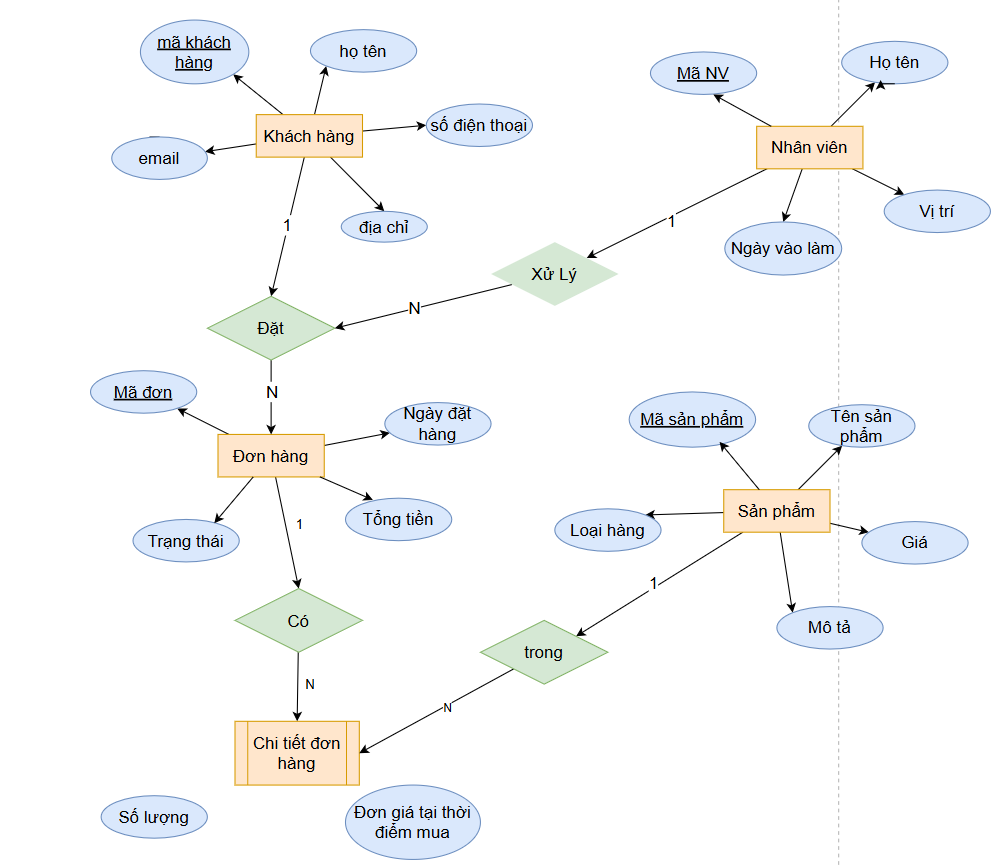 mã khách
hàng
họ tên
Mã NV
Họ tên
Khách hàng
số điện thoại
Nhân viên
email
địa chỉ
1
1
Vị trí
Ngày vào làm
Xử Lý
N
Đặt
Mã đơn
N
Ngày đặt
hàng
Mã sản phẩm
Tên sản
phẩm
Đơn hàng
Trạng thái
1
Tổng tiền
Loại hàng
Sản phẩm
Giá
1
Mô tả
Có
trong
N
N
Chi tiết đơn
hàng
Số lượng
Đơn giá tại thời
điểm mua